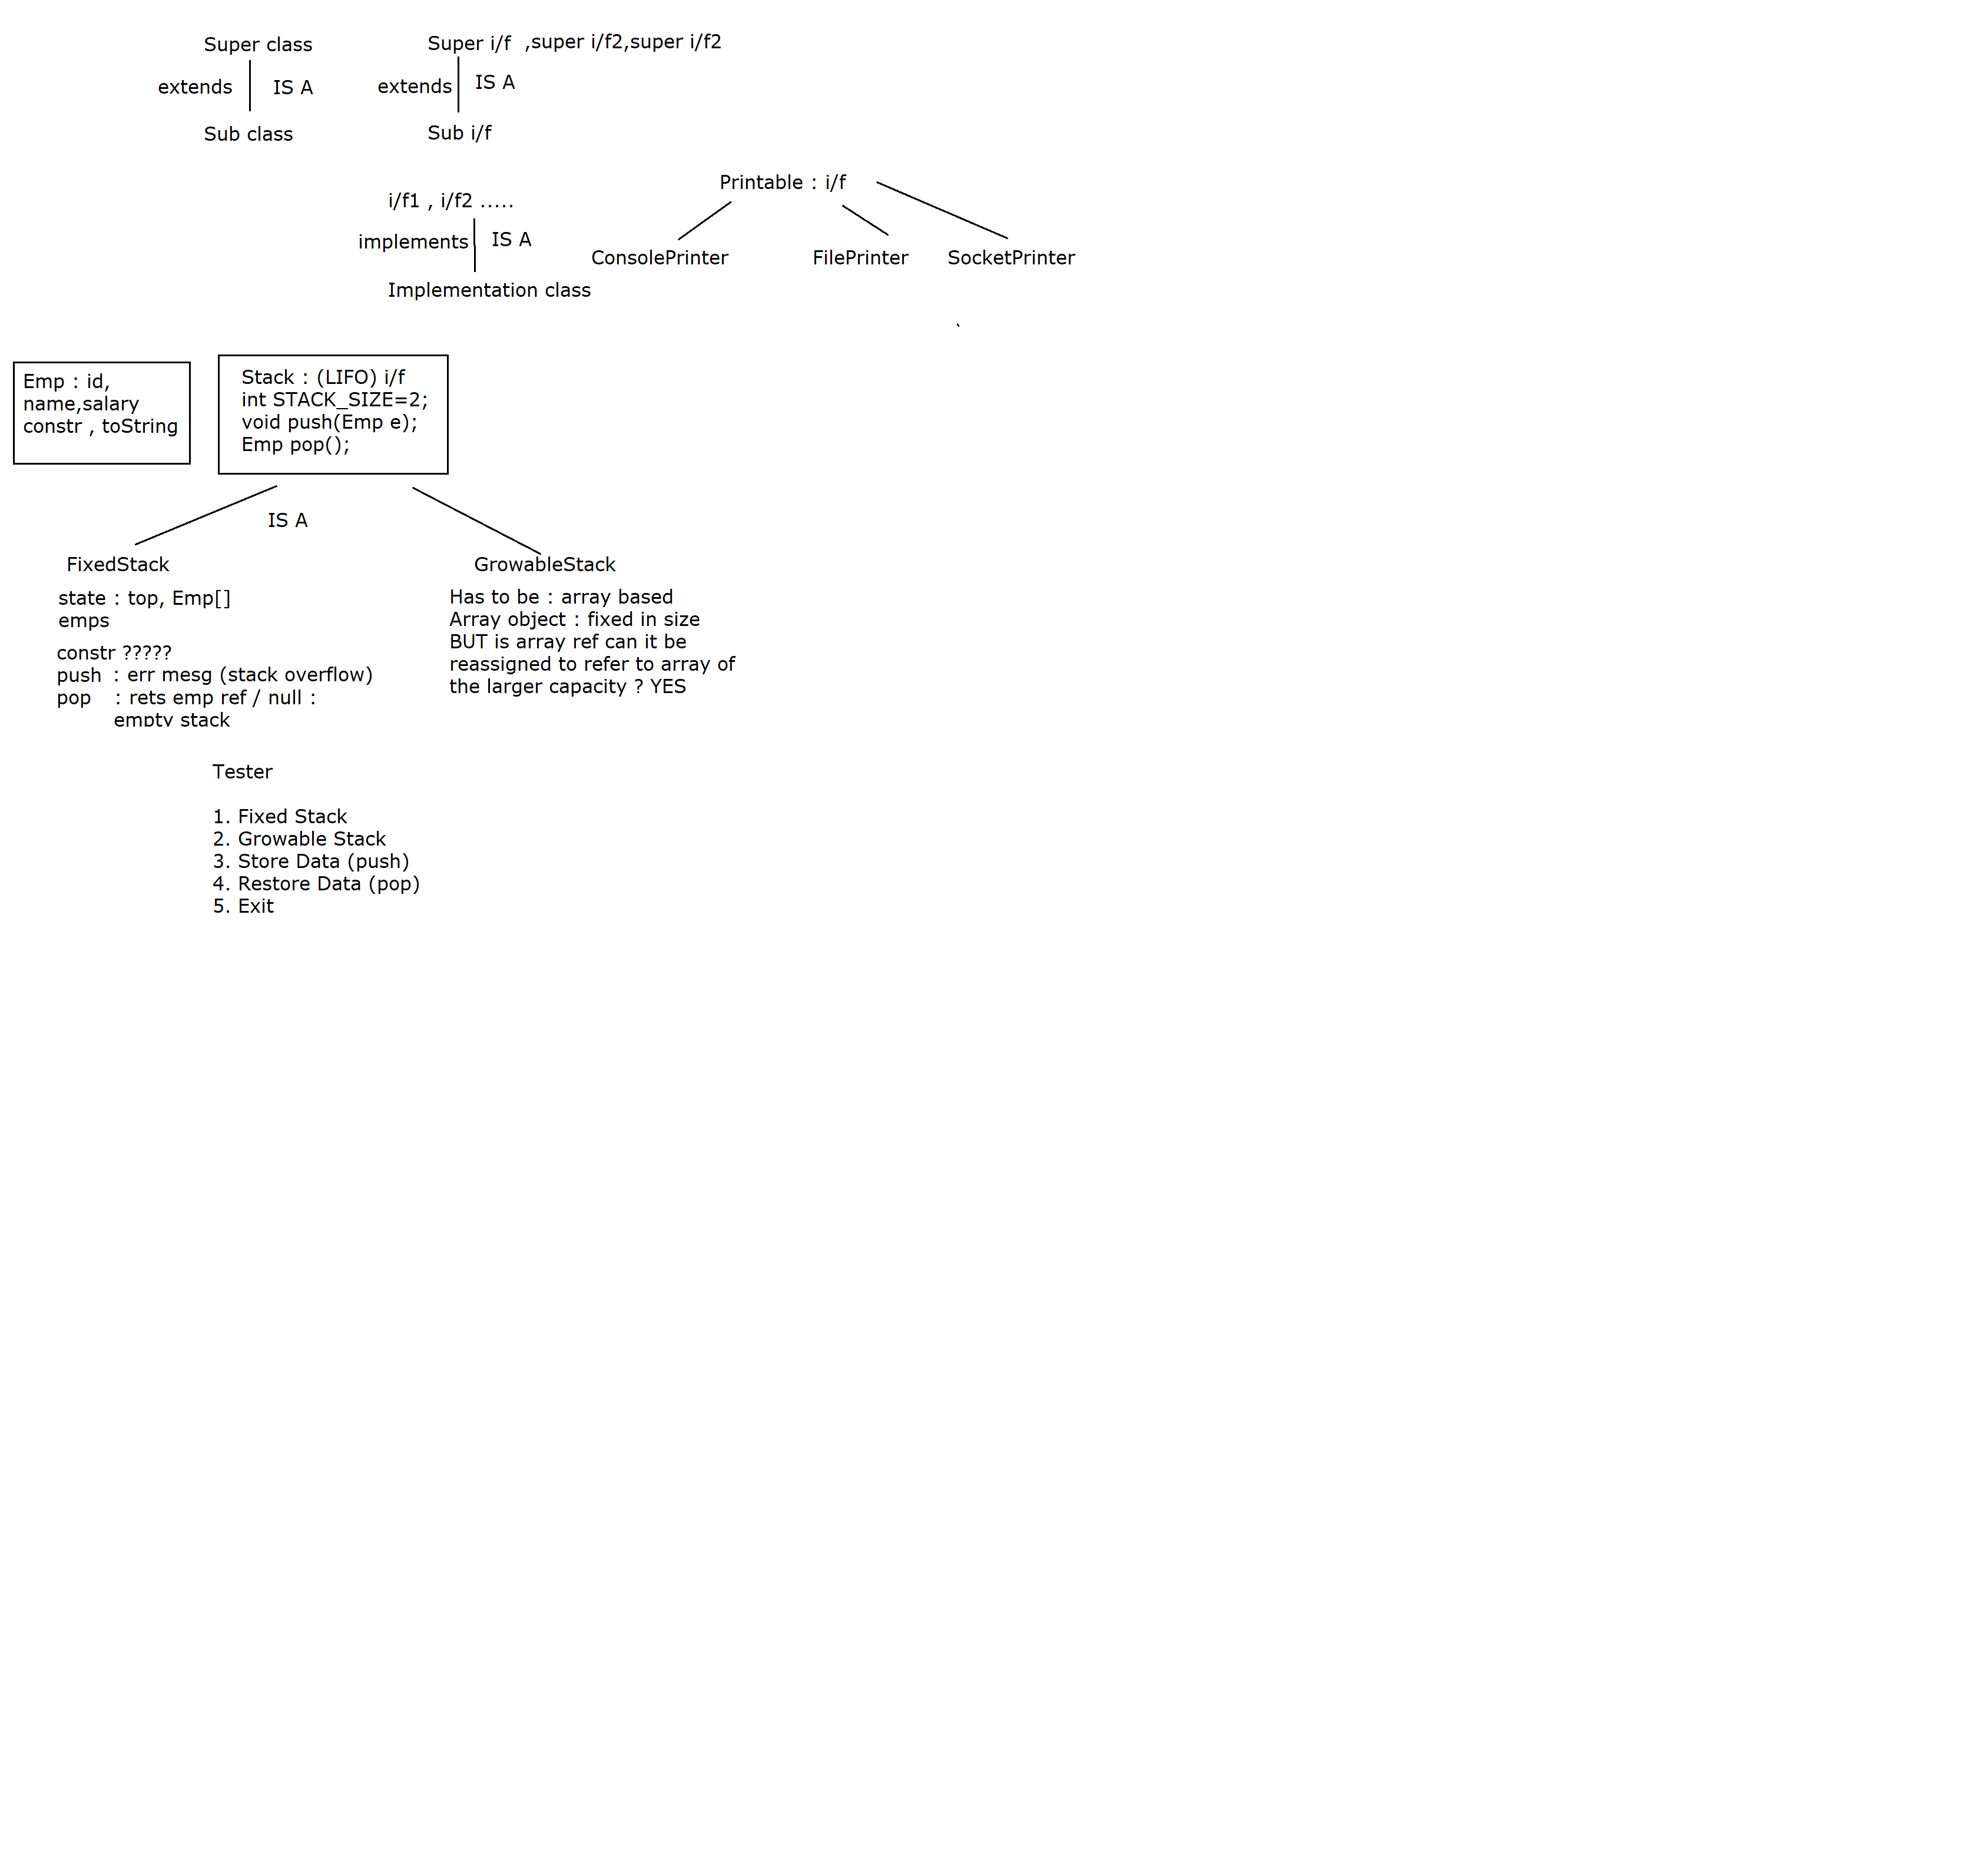 Super class
extends IS A
Sub class
Super i/f ,super i/f2,super i/f2
extends IS A
Sub i/f
i/f1 , i/f2 .....
implements IS A
Implementation class
Printable : i/f
ConsolePrinter FilePrinter SocketPrinter
Emp : id,
name,salary
constr , toString
Stack : (LIFO) i/f
int STACK_SIZE=2;
void push(Emp e);
Emp pop();
IS A
FixedStack
state : top, Emp[]
emps
constr ?????
push : err mesg (stack overflow)
pop : rets emp ref / null :
empty stack
GrowableStack
Has to be : array based
Array object : fixed in size
BUT is array ref can it be
reassigned to refer to array of
the larger capacity ? YES
Tester
1. Fixed Stack
2. Growable Stack
3. Store Data (push)
4. Restore Data (pop)
5. Exit